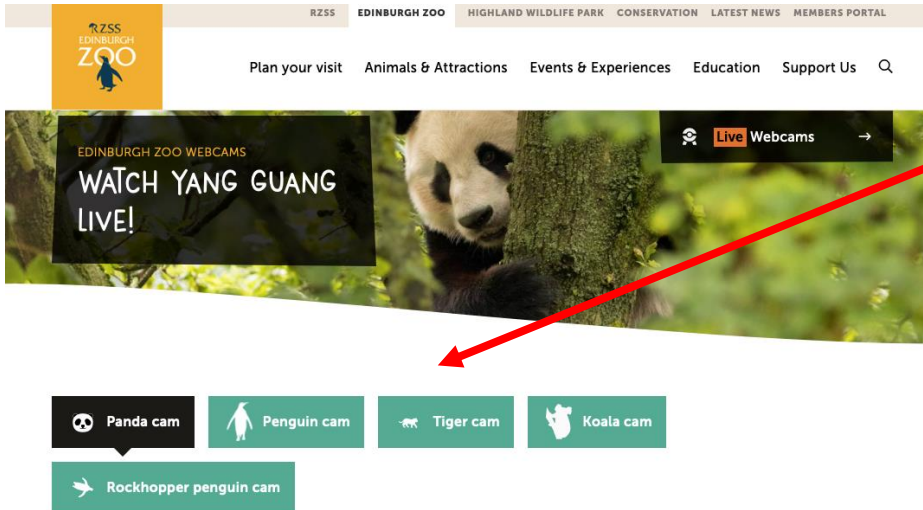 RZSS EDINBURGH ZOO HIGHLAND WILDLIFE PARK CONSERVATION LATEST NEWS MEMBERS PORTAL
RZSS
EDINBURGH
ZOO
Plan your visit Animals & Attractions Events & Experiences Education Support Us
Live Webcams →
EDINBURGH ZOO WEBCAMS
WATCH YANG GUANG
LIVE!
Panda cam Penguin cam Tiger cam Koala cam
Rockhopper penguin cam